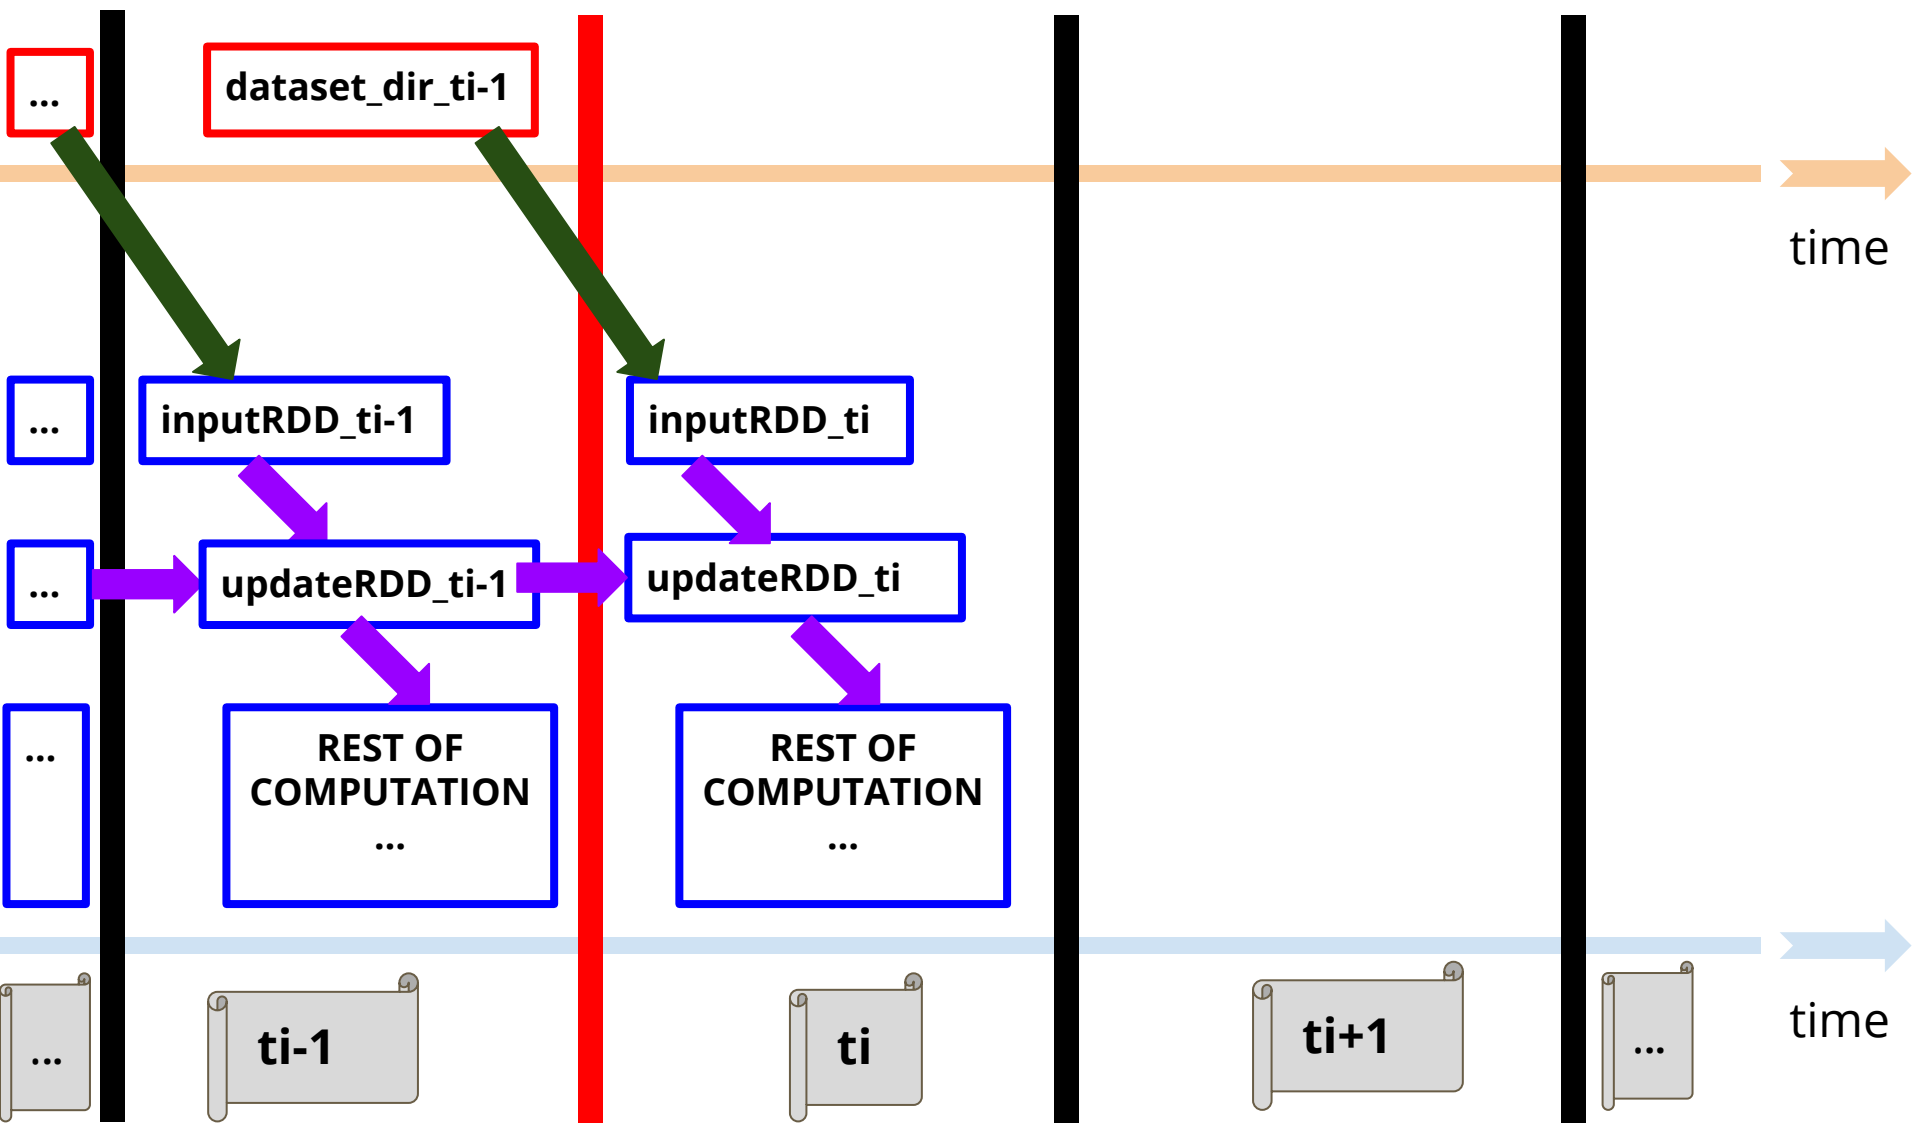 ...
dataset_dir_ti-1
time
...
inputRDD_ti-1
inputRDD_ti
...
updateRDD_ti-1
updateRDD_ti
...
REST OF
COMPUTATION
...
REST OF
COMPUTATION
...
...
ti-1
ti
ti+1
...
time